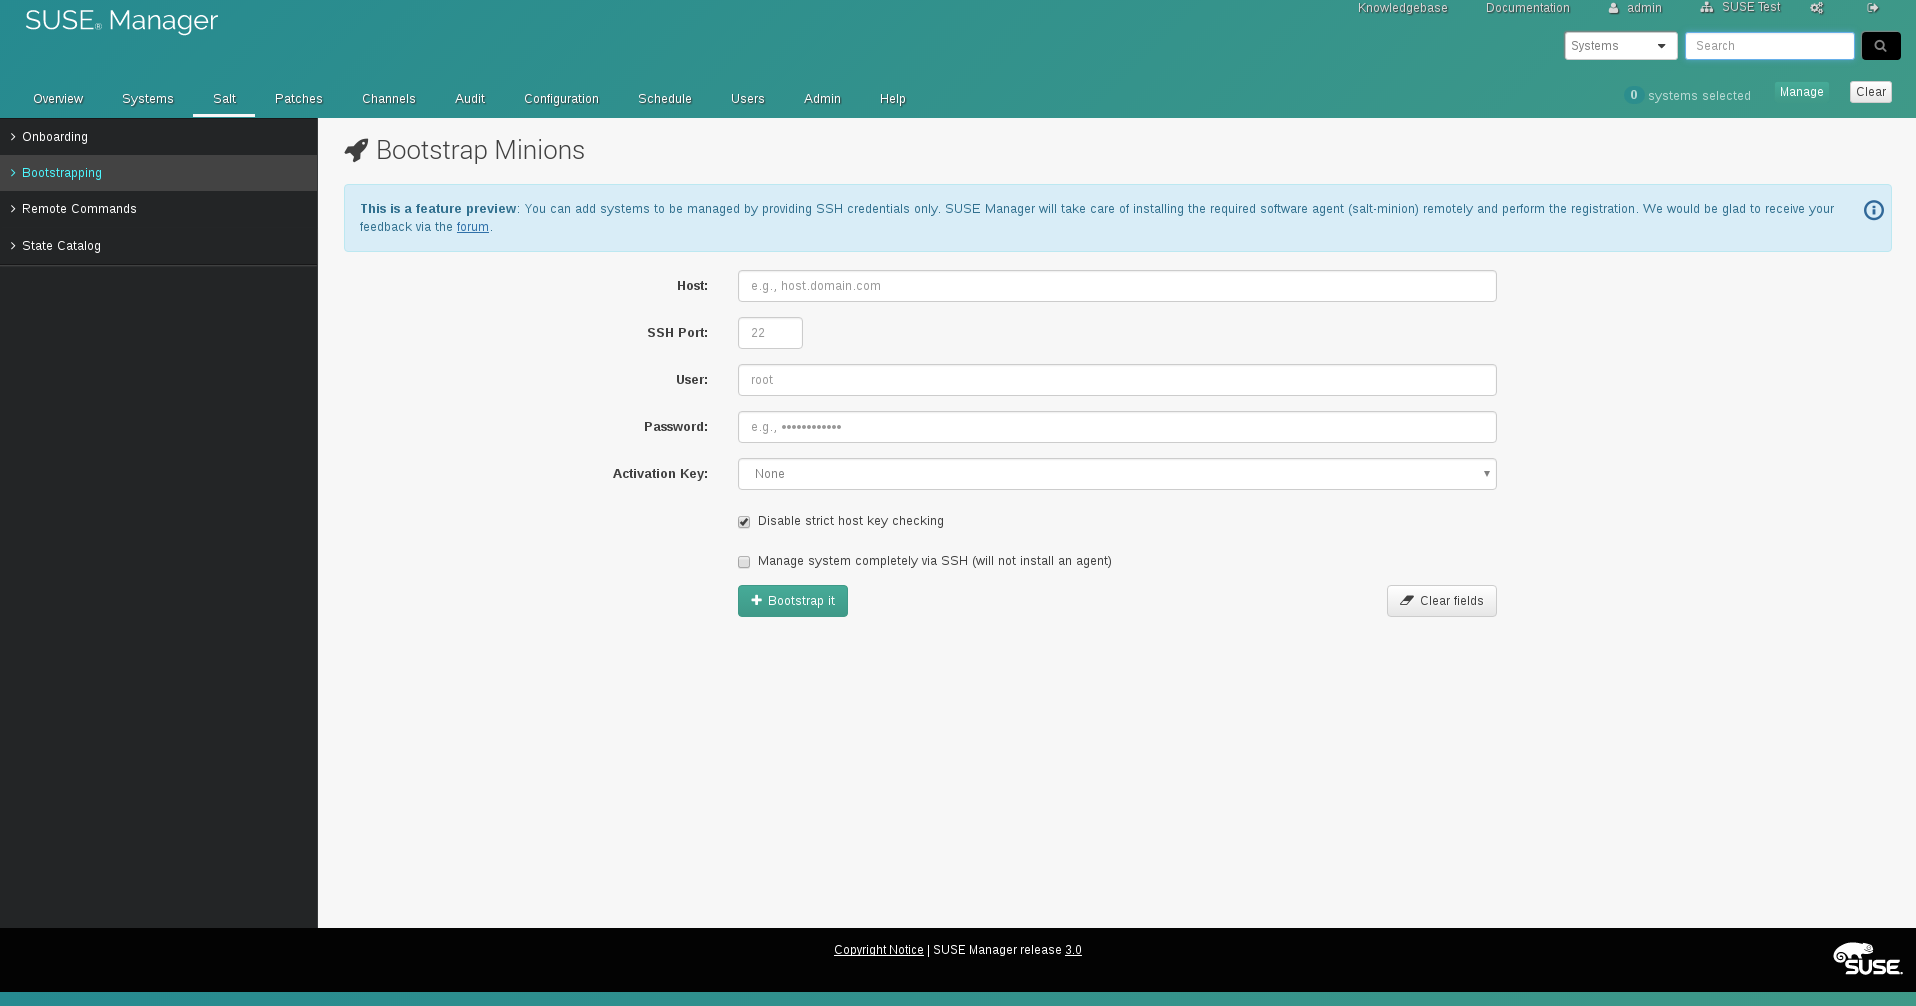 SUSE® Manager
Knowledgebase Documentation admin SUSE Test
Systems Search
Overview Systems Salt Patches Channels Audit Configuration Schedule Users Admin Help
0 systems selected Manage Clear
Onboarding
Bootstrapping
Remote Commands
State Catalog
Bootstrap Minions
This is a feature preview: You can add systems to be managed by providing SSH credentials only. SUSE Manager will take care of installing the required software agent (salt-minion) remotely and perform the registration. We would be glad to receive your
feedback via the forum.
Host: e.g., host.domain.com
SSH Port: 22
User: root
Password: e.g., ••••••••••••
Activation Key: None
Disable strict host key checking
Manage system completely via SSH (will not install an agent)
Bootstrap it Clear fields
Copyright Notice | SUSE Manager release 3.0
SUSE.